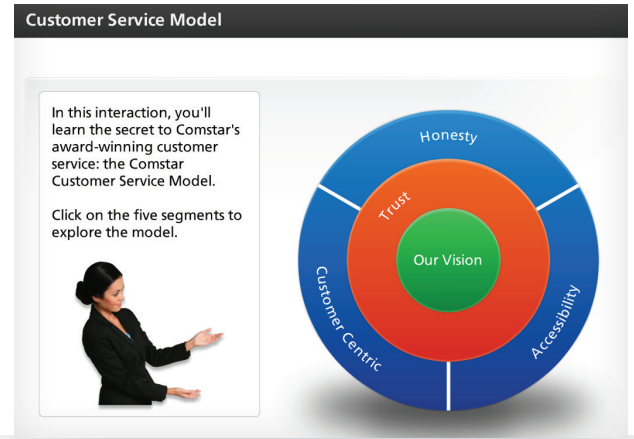 Customer Service Model
In this interaction, you'll
learn the secret to Comstar's
award-winning customer
service: the Comstar
Customer Service Model.
Click on the five segments to
explore the model.
Honesty
Trust
Our Vision
Customer Centric
Accessibility